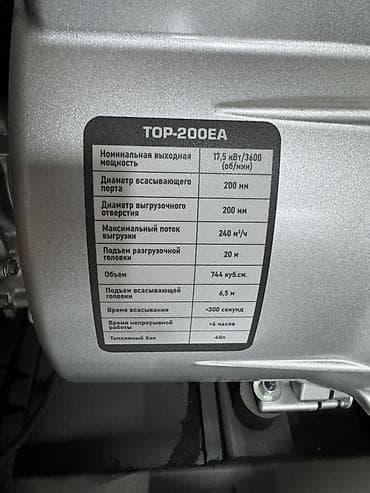 TOP-200EA
Номинальная выходная мощность 17,5 кВт/3600 (об/мин)
Диаметр всасывающего порта 200 мм
Диаметр выгрузочного отверстия 200 мм
Максимальный поток выгрузки 240 м³/ч
Подъем разгрузочной головки 20 м
Объем 744 куб.см.
Подъем всасывающей головки 6,5 м
Время всасывания <300 секунд
Время непрерывной работы >6 часов
Топливный бак 40л